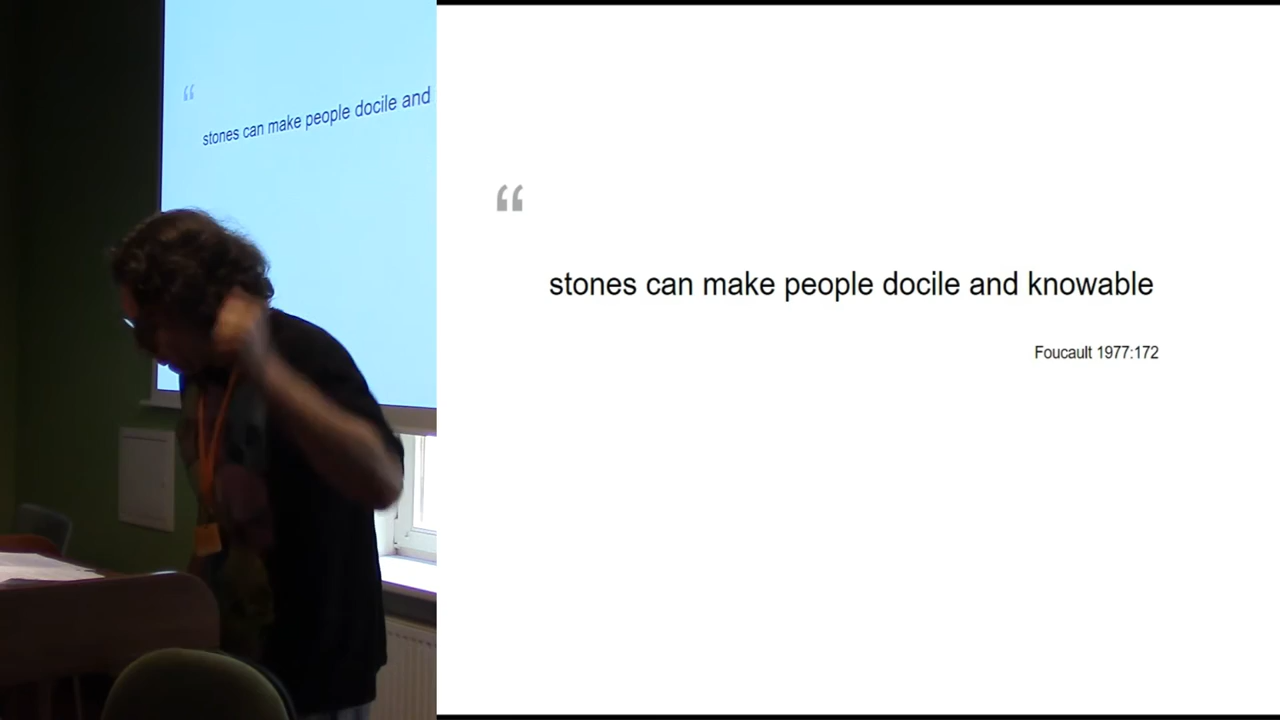 “
stones can make people docile and
“
stones can make people docile and knowable
Foucault 1977:172